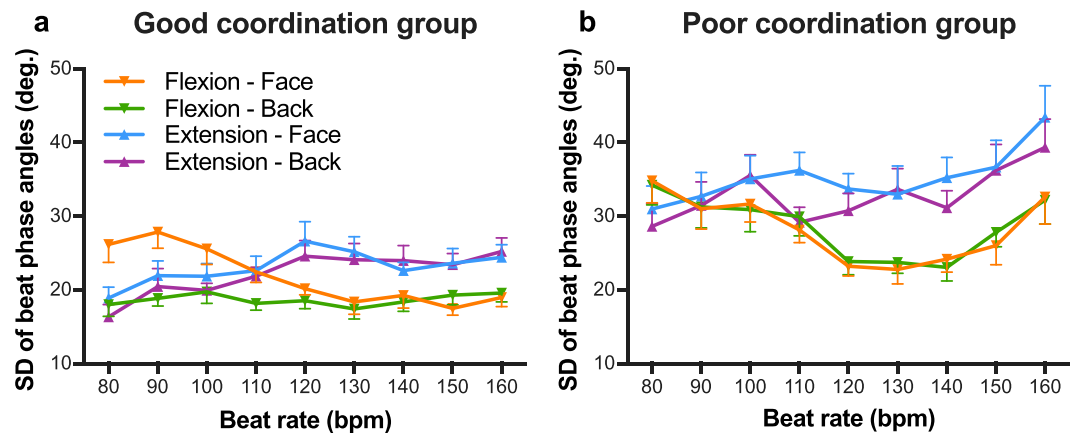 a Good coordination group
SD of beat phase angles (deg.)
50
40
30
20
10
Flexion - Face
Flexion - Back
Extension - Face
Extension - Back
80 90 100 110 120 130 140 150 160
Beat rate (bpm)
b Poor coordination group
SD of beat phase angles (deg.)
50
40
30
20
10
80 90 100 110 120 130 140 150 160
Beat rate (bpm)